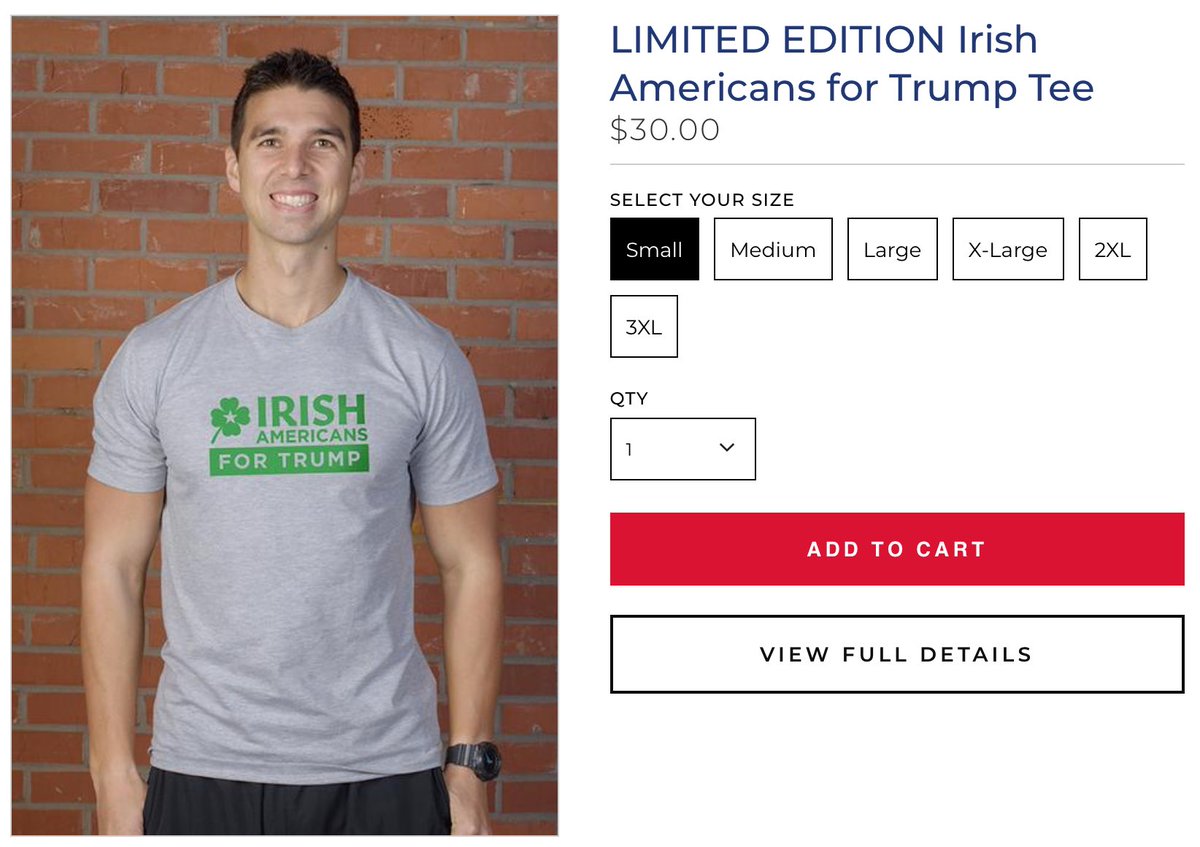 IRISH
AMERICANS
FOR TRUMP
LIMITED EDITION Irish
Americans for Trump Tee
$30.00
SELECT YOUR SIZE
Small
Medium
Large
X-Large
2XL
3XL
QTY
1
ADD TO CART
VIEW FULL DETAILS